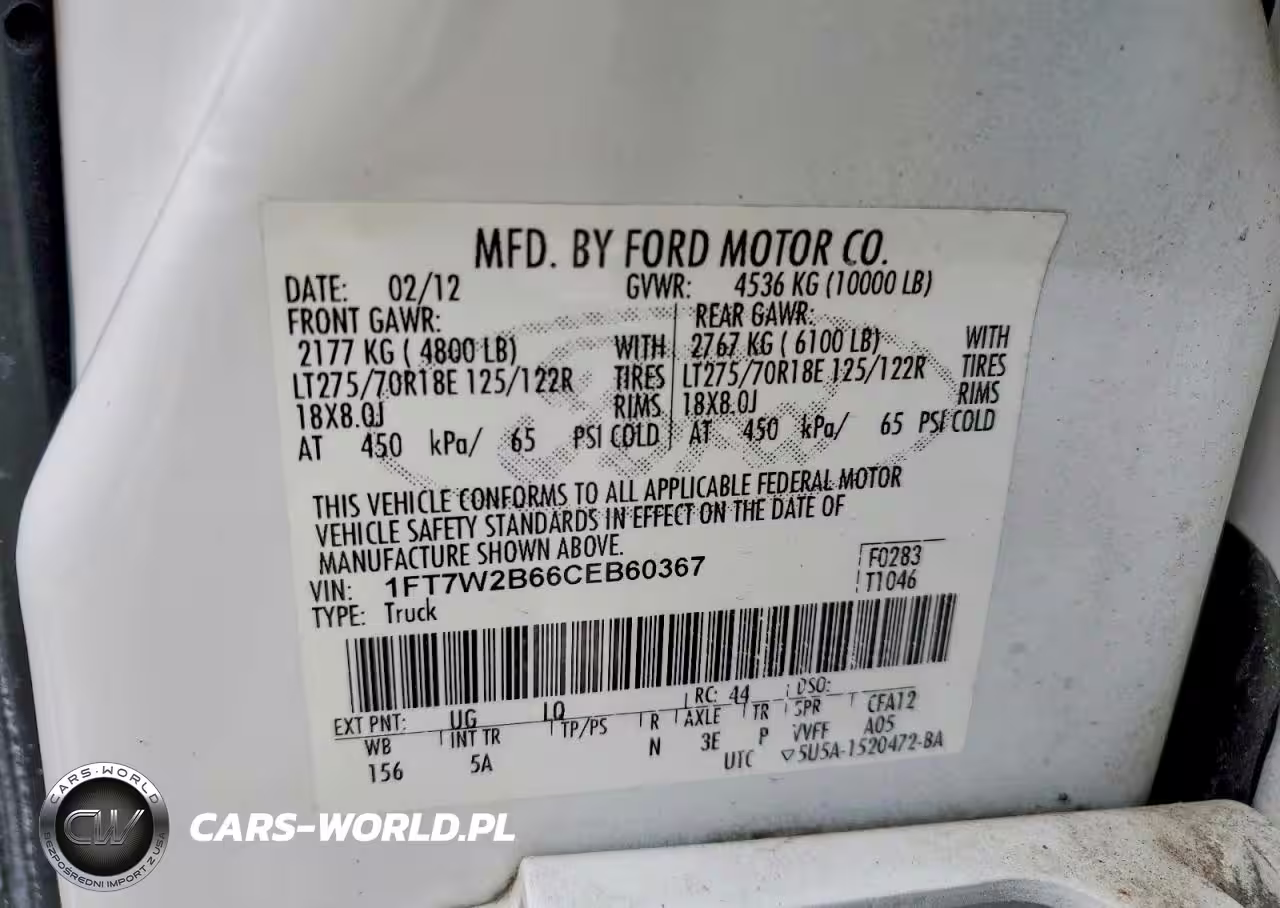 MFD. BY FORD MOTOR CO.
DATE: 02/12 GVWR: 4536 KG (10000 LB)
FRONT GAWR: REAR GAWR:
2177 KG ( 4800 LB) WITH 2767 KG ( 6100 LB) WITH
LT275/70R18E 125/122R TIRES LT275/70R18E 125/122R TIRES
18X8.0J RIMS 18X8.0J RIMS
AT 450 kPa/ 65 PSI COLD AT 450 kPa/ 65 PSI COLD
THIS VEHICLE CONFORMS TO ALL APPLICABLE FEDERAL MOTOR
VEHICLE SAFETY STANDARDS IN EFFECT ON THE DATE OF
MANUFACTURE SHOWN ABOVE.
VIN: 1FT7W2B66CEB60367 F0283
TYPE: Truck T1046
RC: 44 DSO:
EXT PNT: UG LQ
WB INT TR TP/PS R AXLE TR SPR CFA12
156 5A N 3E P VVFF A05
UTC ▽5U5A-1520472-BA
CARS-WORLD
CW
BEZPOŚREDNI IMPORT Z USA
CARS-WORLD.PL